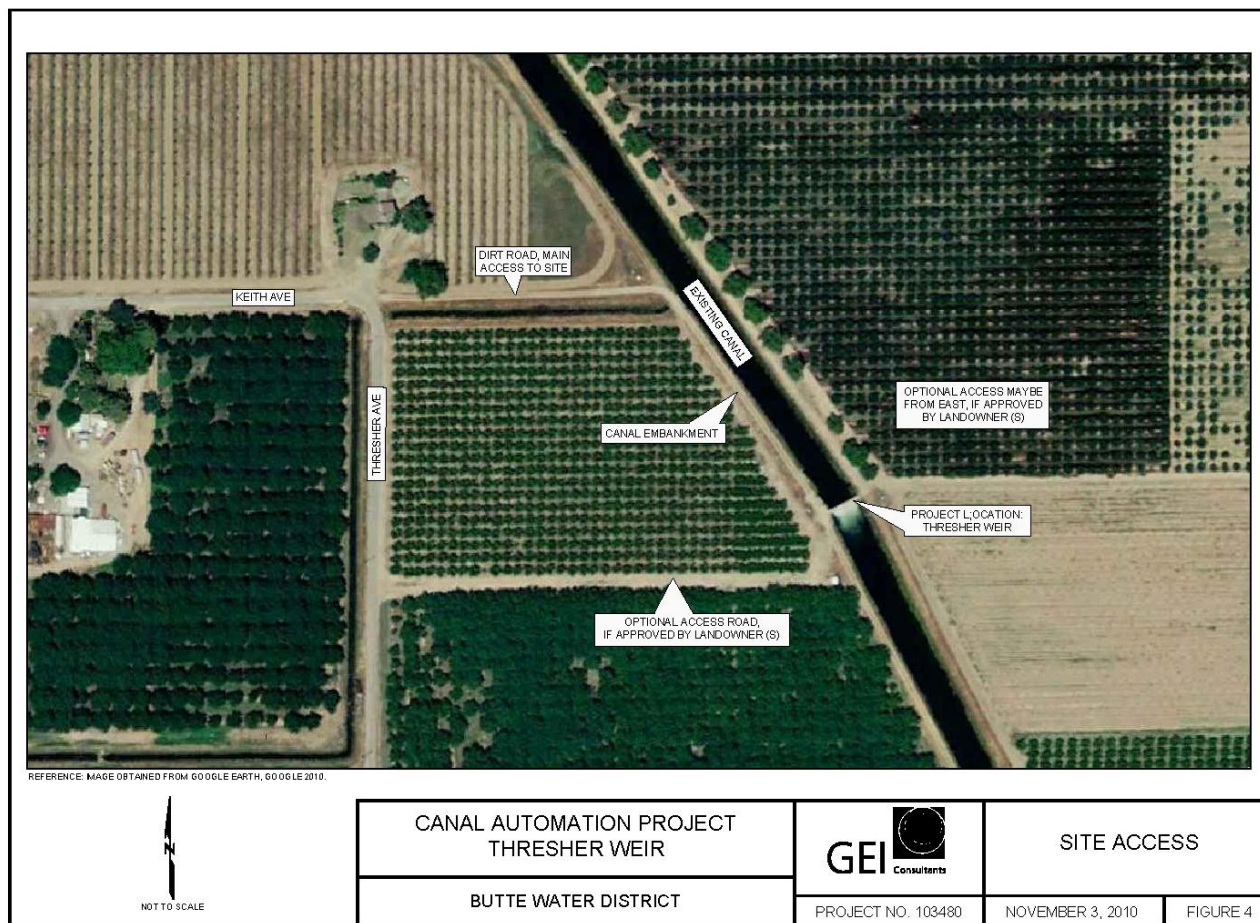 DIRT ROAD, MAIN
ACCESS TO SITE
KEITH AVE
EXISTING CANAL
THRESHER AVE
OPTIONAL ACCESS MAYBE
FROM EAST, IF APPROVED
BY LANDOWNER (S)
CANAL EMBANKMENT
PROJECT L;OCATION:
THRESHER WEIR
OPTIONAL ACCESS ROAD,
IF APPROVED BY LANDOWNER (S)
REFERENCE: IMAGE OBTAINED FROM GOOGLE EARTH, GOOGLE 2010.
N
NOT TO SCALE
CANAL AUTOMATION PROJECT
THRESHER WEIR
BUTTE WATER DISTRICT
GEI
Consultants
PROJECT NO. 103480
SITE ACCESS
NOVEMBER 3, 2010
FIGURE 4